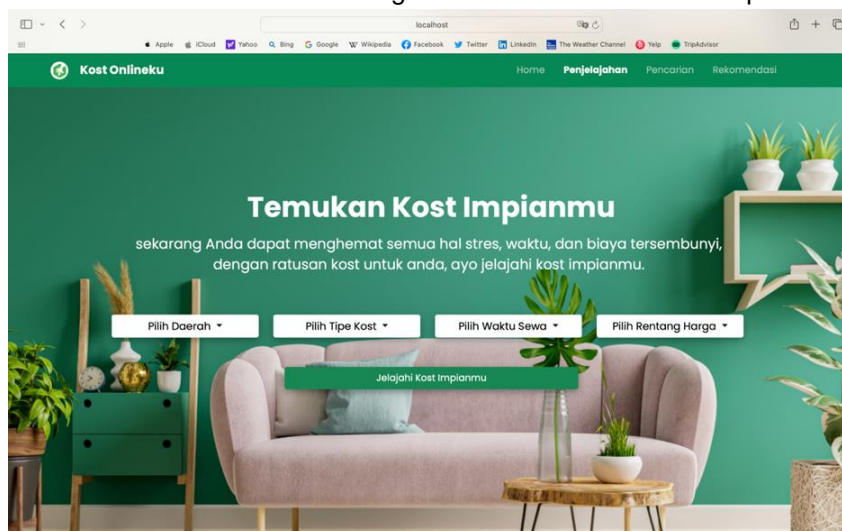 localhost
Apple iCloud Yahoo Bing Google Wikipedia Facebook Twitter LinkedIn The Weather Channel Yelp TripAdvisor
Kost Onlineku Home Penjelajahan Pencarian Rekomendasi
Temukan Kost Impianmu
sekarang Anda dapat menghemat semua hal stres, waktu, dan biaya tersembunyi,
dengan ratusan kost untuk anda, ayo jelajahi kost impianmu.
Pilih Daerah Pilih Tipe Kost Pilih Waktu Sewa Pilih Rentang Harga
Jelajahi Kost Impianmu